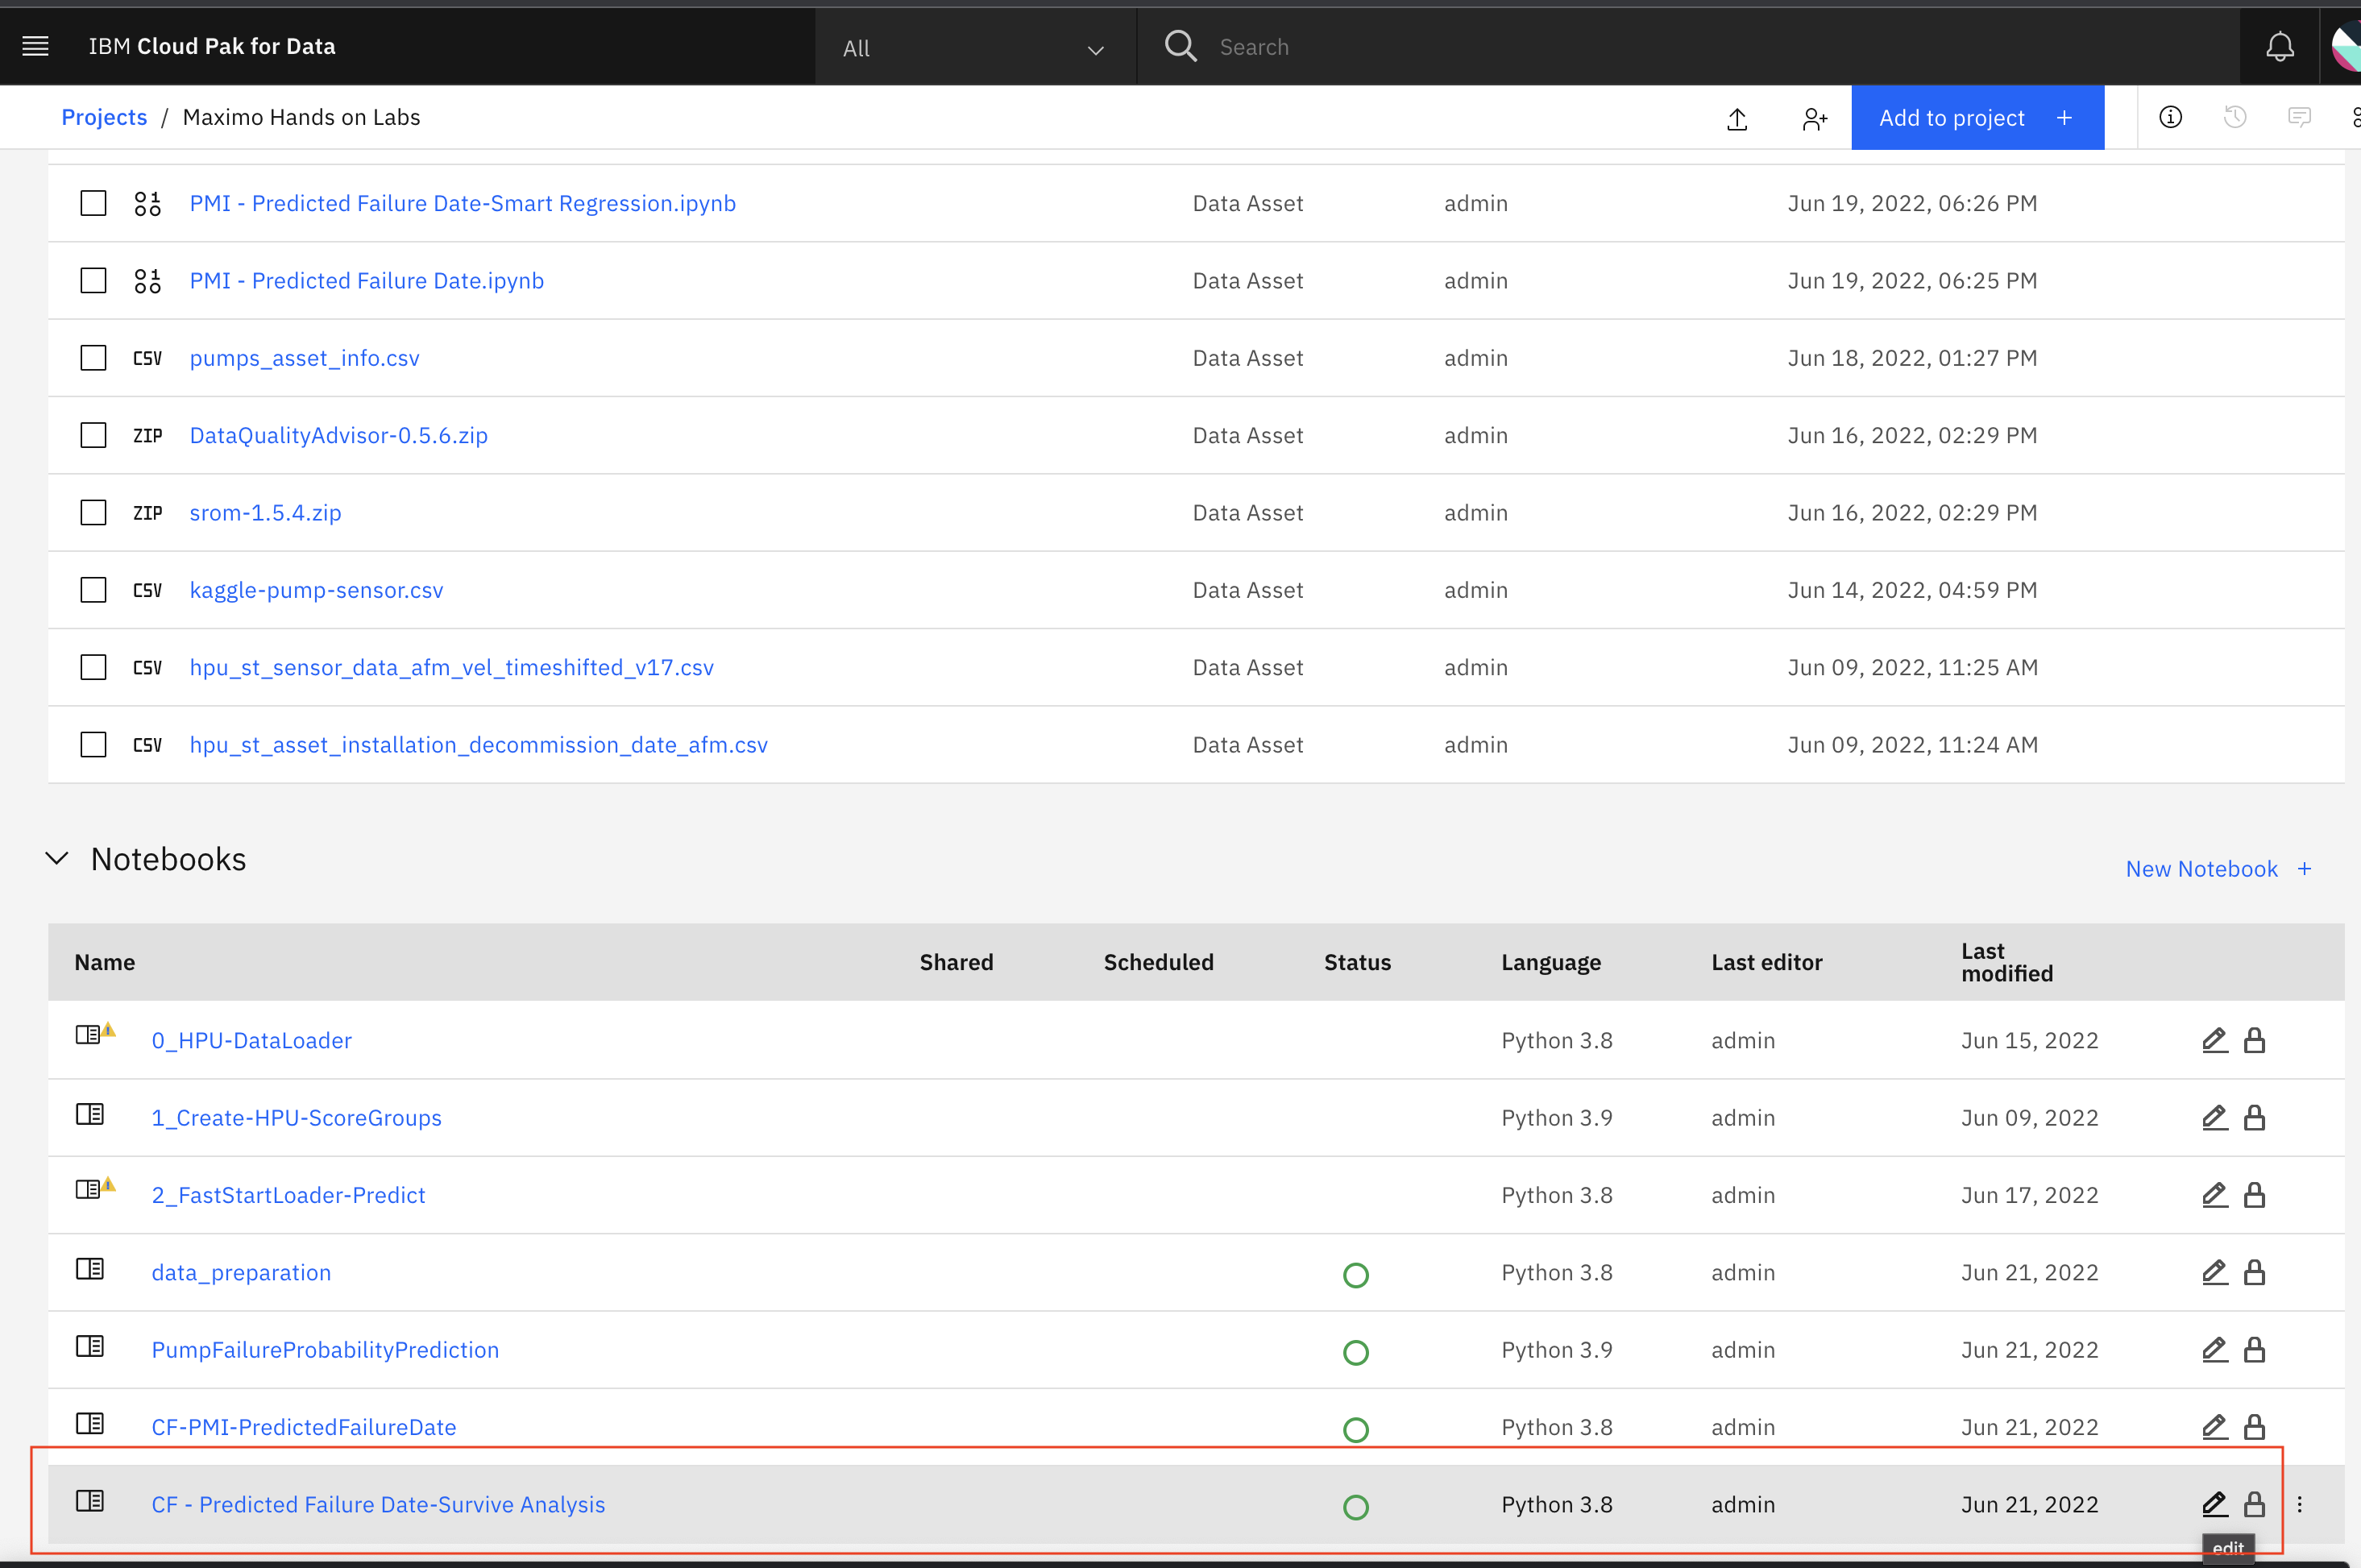 IBM Cloud Pak for Data
All
Search
Projects / Maximo Hands on Labs
Add to project +
PMI - Predicted Failure Date-Smart Regression.ipynb Data Asset admin Jun 19, 2022, 06:26 PM
PMI - Predicted Failure Date.ipynb Data Asset admin Jun 19, 2022, 06:25 PM
CSV pumps_asset_info.csv Data Asset admin Jun 18, 2022, 01:27 PM
ZIP DataQualityAdvisor-0.5.6.zip Data Asset admin Jun 16, 2022, 02:29 PM
ZIP srom-1.5.4.zip Data Asset admin Jun 16, 2022, 02:29 PM
CSV kaggle-pump-sensor.csv Data Asset admin Jun 14, 2022, 04:59 PM
CSV hpu_st_sensor_data_afm_vel_timeshifted_v17.csv Data Asset admin Jun 09, 2022, 11:25 AM
CSV hpu_st_asset_installation_decommission_date_afm.csv Data Asset admin Jun 09, 2022, 11:24 AM
Notebooks
New Notebook +
Name Shared Scheduled Status Language Last editor Last
modified
0_HPU-DataLoader Python 3.8 admin Jun 15, 2022
1_Create-HPU-ScoreGroups Python 3.9 admin Jun 09, 2022
2_FastStartLoader-Predict Python 3.8 admin Jun 17, 2022
data_preparation Python 3.8 admin Jun 21, 2022
PumpFailureProbabilityPrediction Python 3.9 admin Jun 21, 2022
CF-PMI-PredictedFailureDate Python 3.8 admin Jun 21, 2022
CF - Predicted Failure Date-Survive Analysis Python 3.8 admin Jun 21, 2022
edit